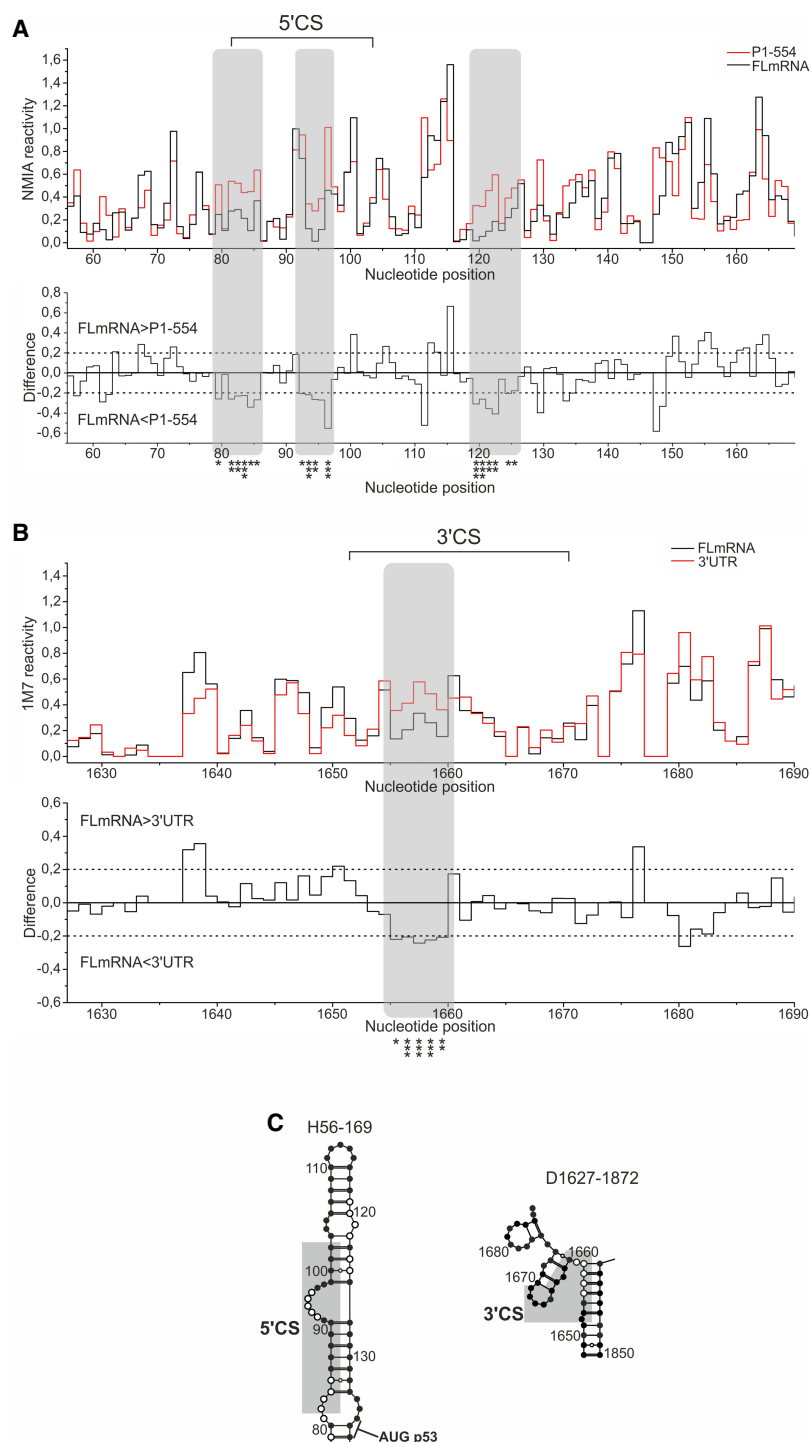 A
5'CS
P1-554
FLmRNA
NMIA reactivity
1,6
1,4
1,2
1,0
0,8
0,6
0,4
0,2
0,0
60 70 80 90 100 110 120 130 140 150 160
Nucleotide position
Difference
0,8
0,6
0,4
0,2
0,0
-0,2
-0,4
-0,6
FLmRNA>P1-554
FLmRNA<P1-554
60 70 80 90 100 110 120 130 140 150 160
Nucleotide position
B
3'CS
FLmRNA
3'UTR
1M7 reactivity
1,4
1,2
1,0
0,8
0,6
0,4
0,2
0,0
1630 1640 1650 1660 1670 1680 1690
Nucleotide position
Difference
0,6
0,4
0,2
0,0
-0,2
-0,4
-0,6
FLmRNA>3'UTR
FLmRNA<3'UTR
1630 1640 1650 1660 1670 1680 1690
Nucleotide position
C
H56-169
110
120
100
5'CS
90
130
80
AUG p53
D1627-1872
1680
1660
1670
3'CS
1650
1850